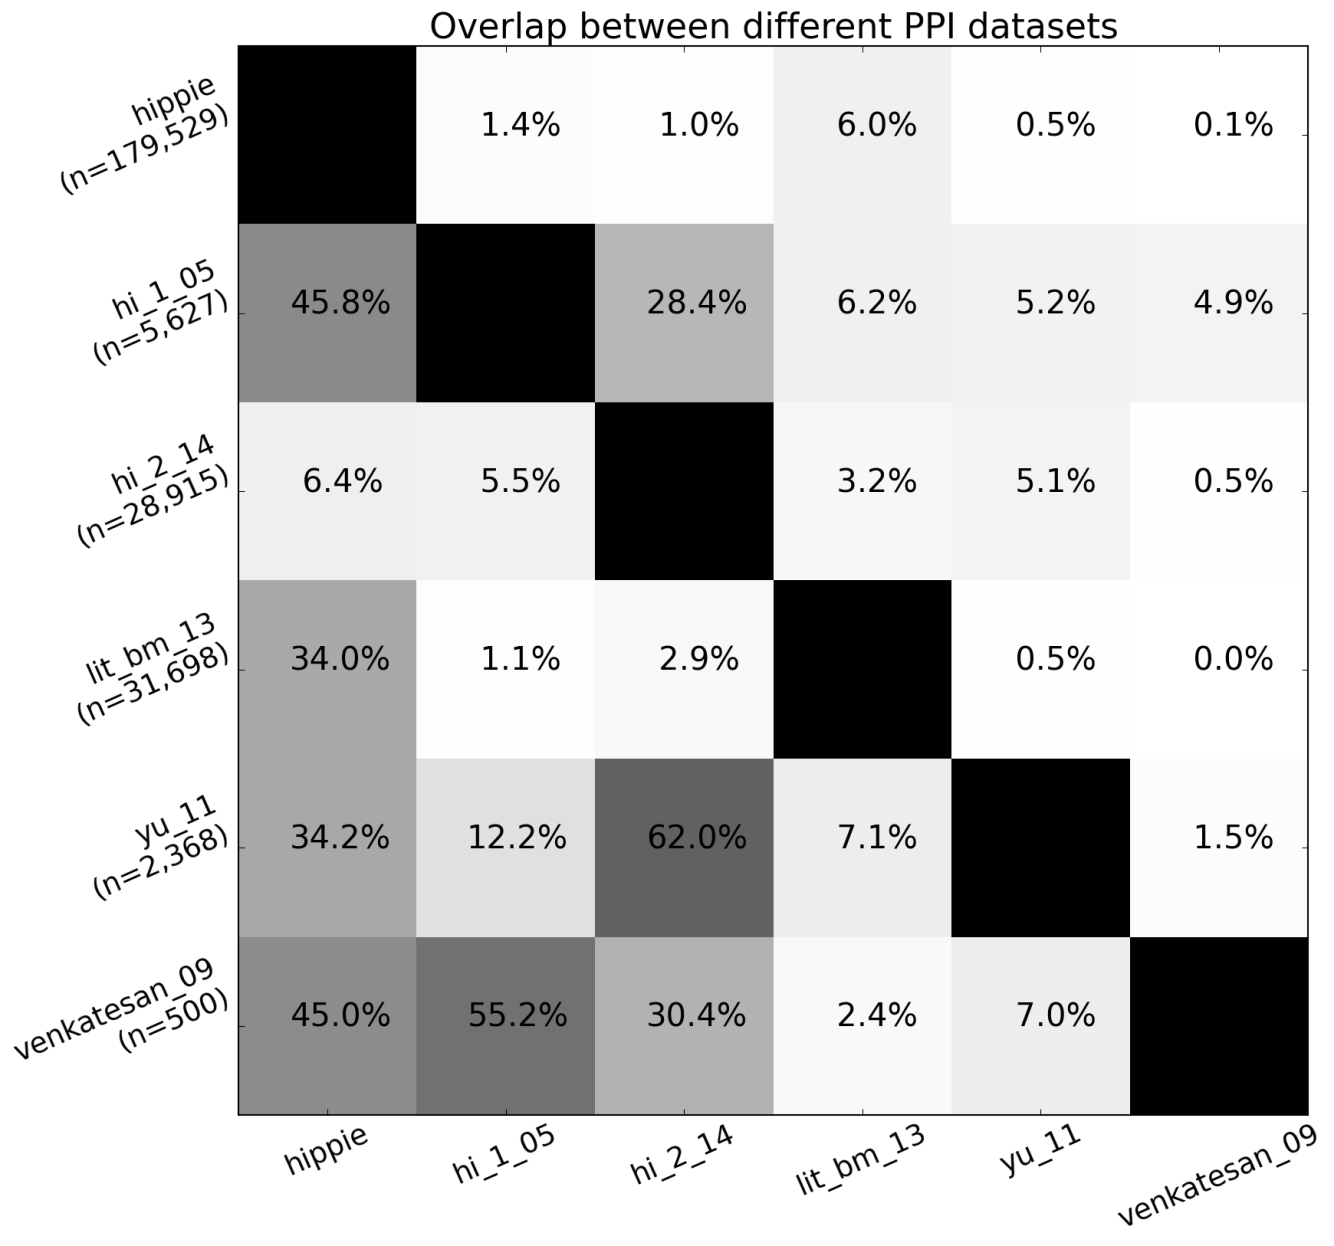 Overlap between different PPI datasets
hippie
(n=179,529)
1.4% 1.0% 6.0% 0.5% 0.1%
hi_1_05
(n=5,627)
45.8% 28.4% 6.2% 5.2% 4.9%
hi_2_14
(n=28,915)
6.4% 5.5% 3.2% 5.1% 0.5%
lit_bm_13
(n=31,698)
34.0% 1.1% 2.9% 0.5% 0.0%
yu_11
(n=2,368)
34.2% 12.2% 62.0% 7.1% 1.5%
venkatesan_09
(n=500)
45.0% 55.2% 30.4% 2.4% 7.0%
hippie hi_1_05 hi_2_14 lit_bm_13 yu_11 venkatesan_09